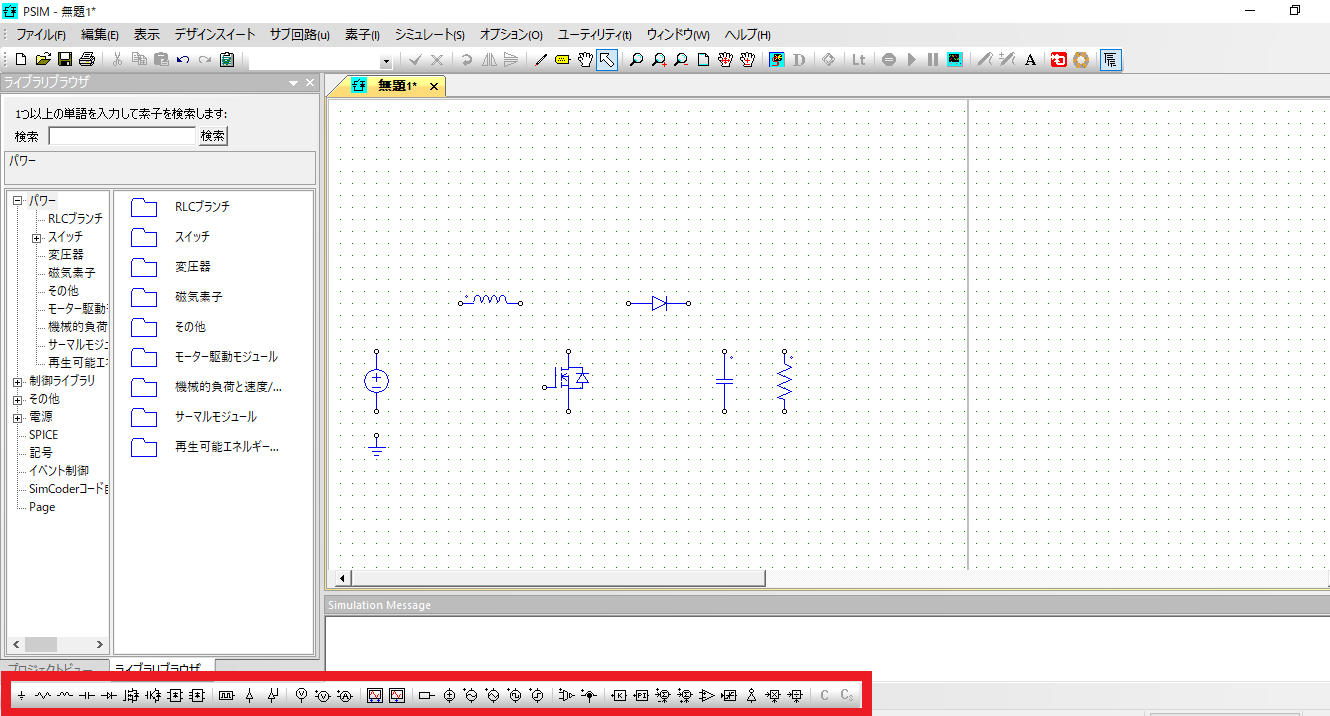 PSIM - 無題1*
ファイル(F) 編集(E) 表示 デザインスイート サブ回路(u) 素子(I) シミュレート(S) オプション(O) ユーティリティ(t) ウィンドウ(W) ヘルプ(H)
D Lt A
ライブラリブラウザ
無題1*
1つ以上の単語を入力して素子を検索します:
検索 検索
パワー
パワー
RLCブランチ
スイッチ
変圧器
磁気素子
その他
モーター駆動
機械的負荷
サーマルモジュ
再生可能エ
制御ライブラリ
その他
電源
SPICE
記号
イベント制御
SimCoderコード
Page
RLCブランチ
スイッチ
変圧器
磁気素子
その他
モーター駆動モジュール
機械的負荷と速度/...
サーマルモジュール
再生可能エネルギー...
Simulation Message
プロジェクトビュー ライブラリブラウザ
V V A K PI C Cs